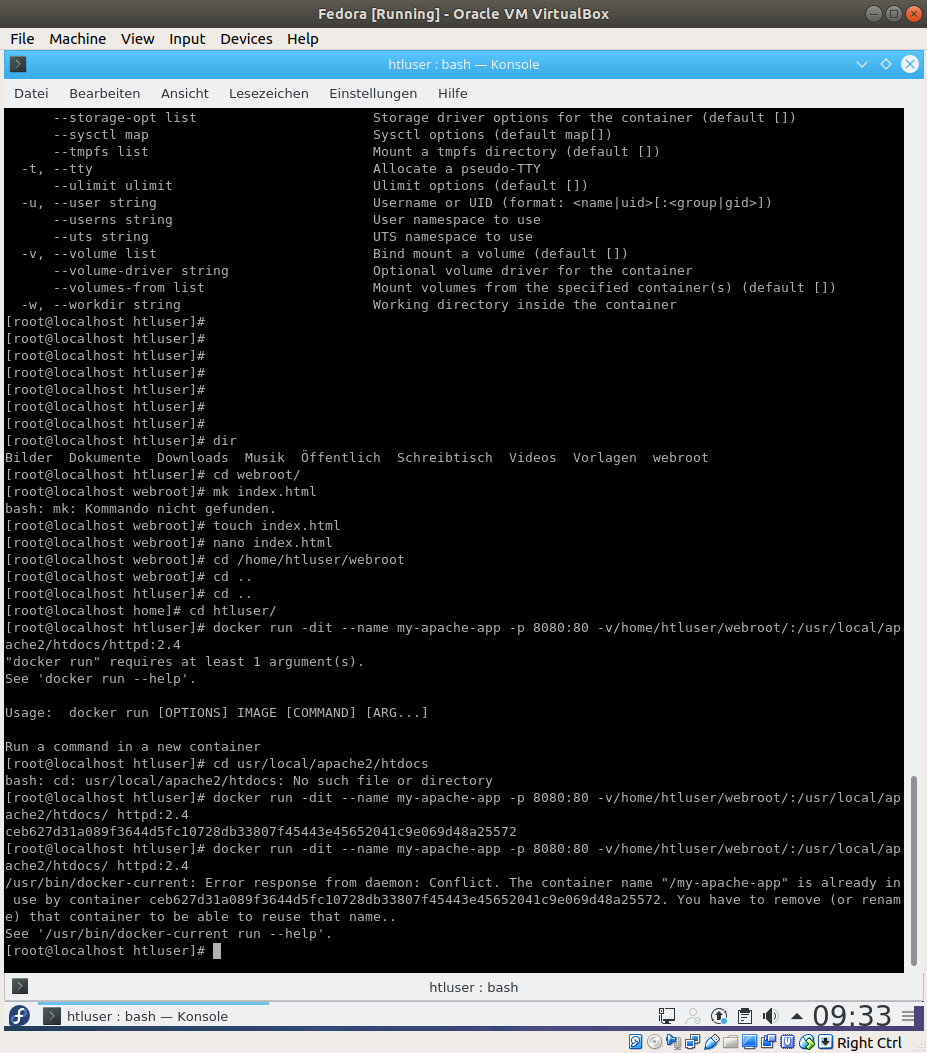 Fedora [Running] - Oracle VM VirtualBox
File Machine View Input Devices Help
htluser : bash — Konsole
Datei Bearbeiten Ansicht Lesezeichen Einstellungen Hilfe
--storage-opt list Storage driver options for the container (default [])
--sysctl map Sysctl options (default map[])
--tmpfs list Mount a tmpfs directory (default [])
-t, --tty Allocate a pseudo-TTY
--ulimit ulimit Ulimit options (default [])
-u, --user string Username or UID (format: <name|uid>[:<group|gid>])
--userns string User namespace to use
--uts string UTS namespace to use
-v, --volume list Bind mount a volume (default [])
--volume-driver string Optional volume driver for the container
--volumes-from list Mount volumes from the specified container(s) (default [])
-w, --workdir string Working directory inside the container
[root@localhost htluser]#
[root@localhost htluser]#
[root@localhost htluser]#
[root@localhost htluser]#
[root@localhost htluser]#
[root@localhost htluser]#
[root@localhost htluser]#
[root@localhost htluser]# dir
Bilder Dokumente Downloads Musik Öffentlich Schreibtisch Videos Vorlagen webroot
[root@localhost htluser]# cd webroot/
[root@localhost webroot]# mk index.html
bash: mk: Kommando nicht gefunden.
[root@localhost webroot]# touch index.html
[root@localhost webroot]# nano index.html
[root@localhost webroot]# cd /home/htluser/webroot
[root@localhost webroot]# cd ..
[root@localhost htluser]# cd ..
[root@localhost home]# cd htluser/
[root@localhost htluser]# docker run -dit --name my-apache-app -p 8080:80 -v/home/htluser/webroot/:/usr/local/ap
ache2/htdocs/httpd:2.4
"docker run" requires at least 1 argument(s).
See 'docker run --help'.
Usage: docker run [OPTIONS] IMAGE [COMMAND] [ARG...]
Run a command in a new container
[root@localhost htluser]# cd usr/local/apache2/htdocs
bash: cd: usr/local/apache2/htdocs: No such file or directory
[root@localhost htluser]# docker run -dit --name my-apache-app -p 8080:80 -v/home/htluser/webroot/:/usr/local/ap
ache2/htdocs/ httpd:2.4
ceb627d31a089f3644d5fc10728db33807f45443e45652041c9e069d48a25572
[root@localhost htluser]# docker run -dit --name my-apache-app -p 8080:80 -v/home/htluser/webroot/:/usr/local/ap
ache2/htdocs/ httpd:2.4
/usr/bin/docker-current: Error response from daemon: Conflict. The container name "/my-apache-app" is already in
use by container ceb627d31a089f3644d5fc10728db33807f45443e45652041c9e069d48a25572. You have to remove (or renam
e) that container to be able to reuse that name..
See '/usr/bin/docker-current run --help'.
[root@localhost htluser]#
htluser : bash
htluser : bash — Konsole
09:33
Right Ctrl